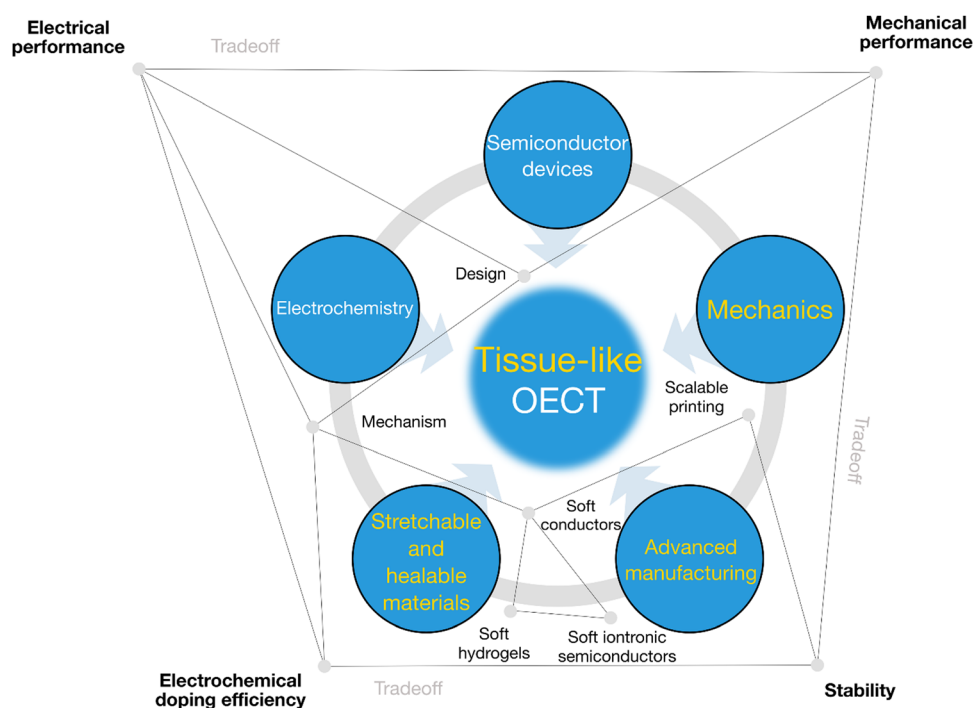 Electrical
performance
Tradeoff
Mechanical
performance
Semiconductor
devices
Design
Electrochemistry
Mechanics
Tissue-like
OECT
Scalable
printing
Mechanism
Tradeoff
Soft
conductors
Stretchable
and
healable
materials
Advanced
manufacturing
Soft
hydrogels
Soft iontronic
semiconductors
Electrochemical
doping efficiency
Tradeoff
Stability